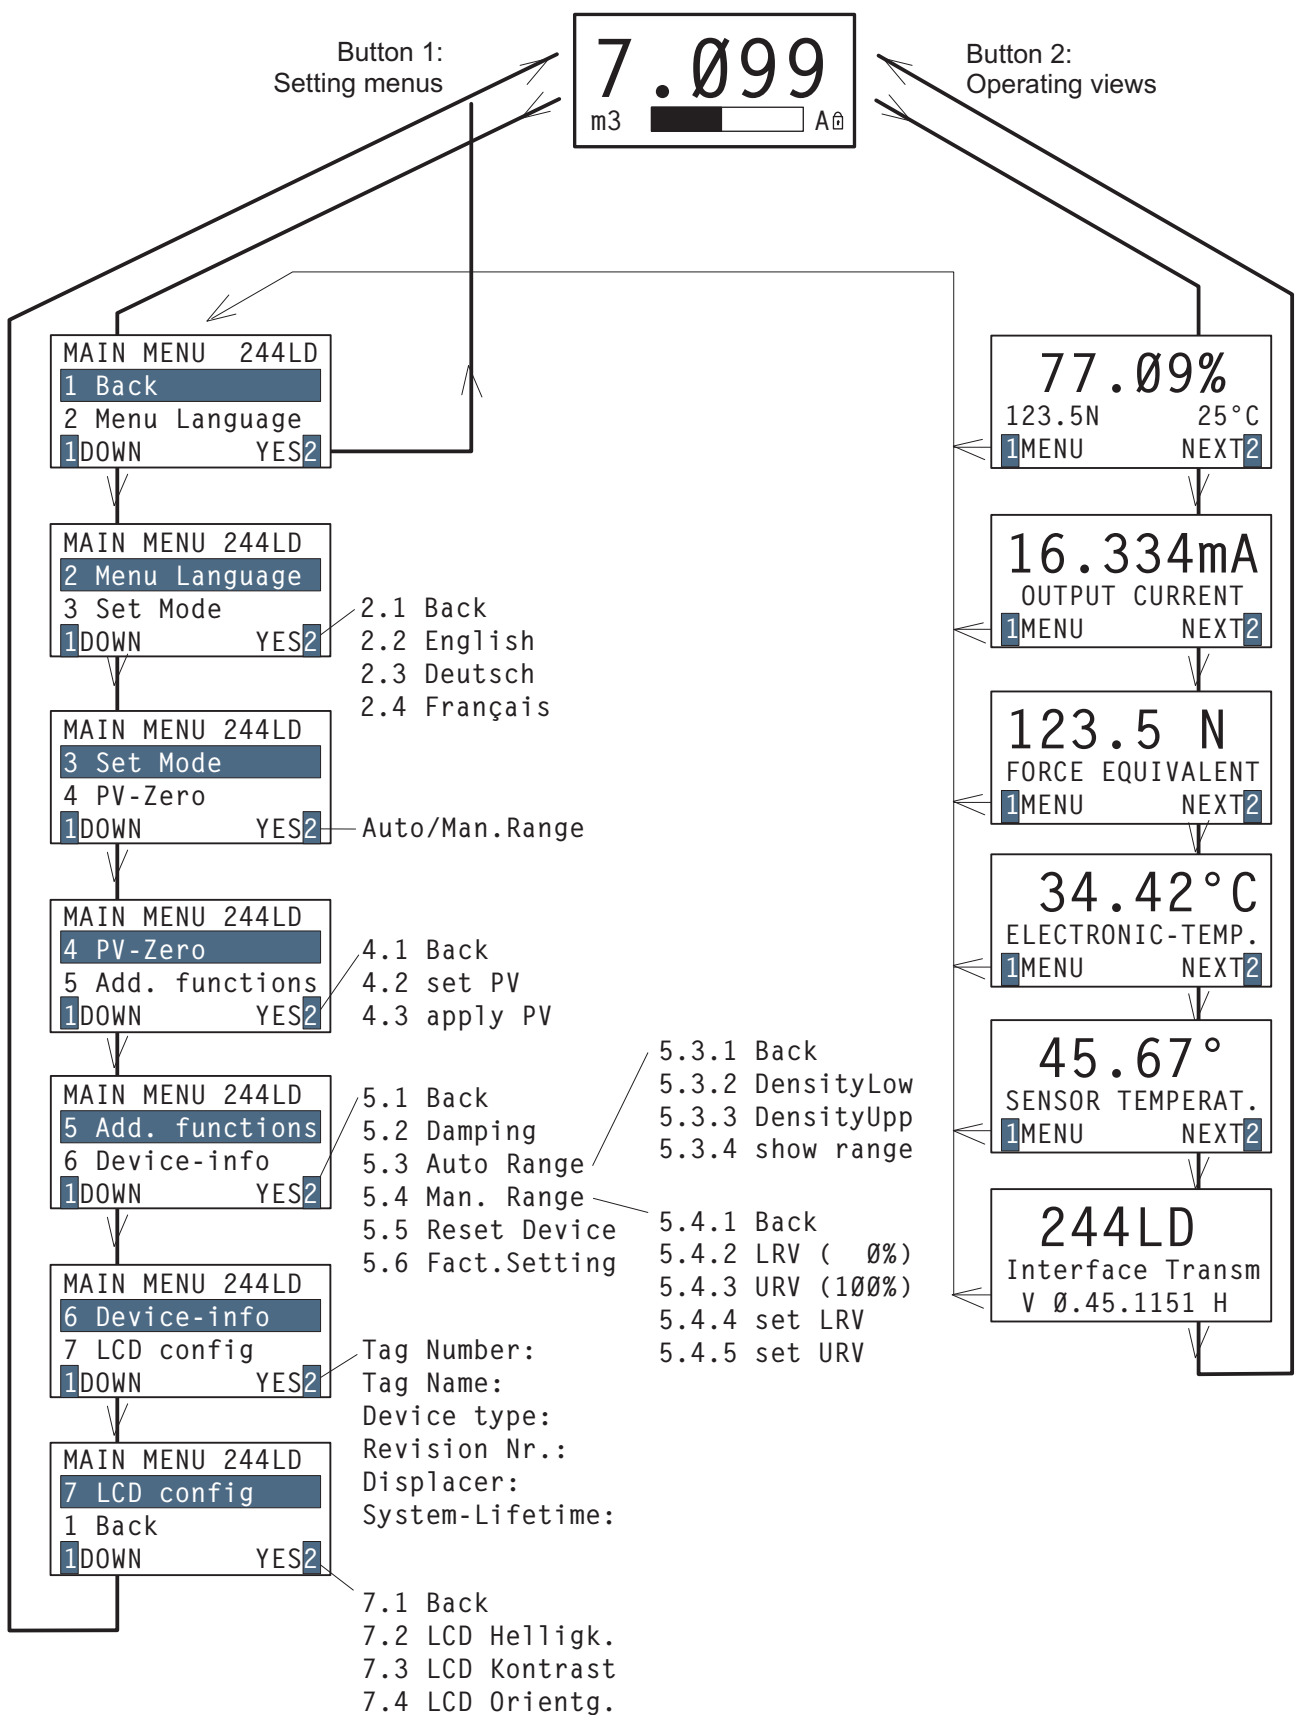 Button 1:
Setting menus
7.Ø99
m3 A
Button 2:
Operating views
MAIN MENU 244LD
1 Back
2 Menu Language
1DOWN YES2
MAIN MENU 244LD
2 Menu Language
3 Set Mode
1DOWN YES2
2.1 Back
2.2 English
2.3 Deutsch
2.4 Français
MAIN MENU 244LD
3 Set Mode
4 PV-Zero
1DOWN YES2
Auto/Man.Range
MAIN MENU 244LD
4 PV-Zero
5 Add. functions
1DOWN YES2
4.1 Back
4.2 set PV
4.3 apply PV
MAIN MENU 244LD
5 Add. functions
6 Device-info
1DOWN YES2
5.1 Back
5.2 Damping
5.3 Auto Range
5.4 Man. Range
5.5 Reset Device
5.6 Fact.Setting
5.3.1 Back
5.3.2 DensityLow
5.3.3 DensityUpp
5.3.4 show range
5.4.1 Back
5.4.2 LRV ( Ø%)
5.4.3 URV (1ØØ%)
5.4.4 set LRV
5.4.5 set URV
MAIN MENU 244LD
6 Device-info
7 LCD config
1DOWN YES2
Tag Number:
Tag Name:
Device type:
Revision Nr.:
Displacer:
System-Lifetime:
MAIN MENU 244LD
7 LCD config
1 Back
1DOWN YES2
7.1 Back
7.2 LCD Helligk.
7.3 LCD Kontrast
7.4 LCD Orientg.
77.Ø9%
123.5N 25°C
1MENU NEXT2
16.334mA
OUTPUT CURRENT
1MENU NEXT2
123.5 N
FORCE EQUIVALENT
1MENU NEXT2
34.42°C
ELECTRONIC-TEMP.
1MENU NEXT2
45.67°
SENSOR TEMPERAT.
1MENU NEXT2
244LD
Interface Transm
V Ø.45.1151 H